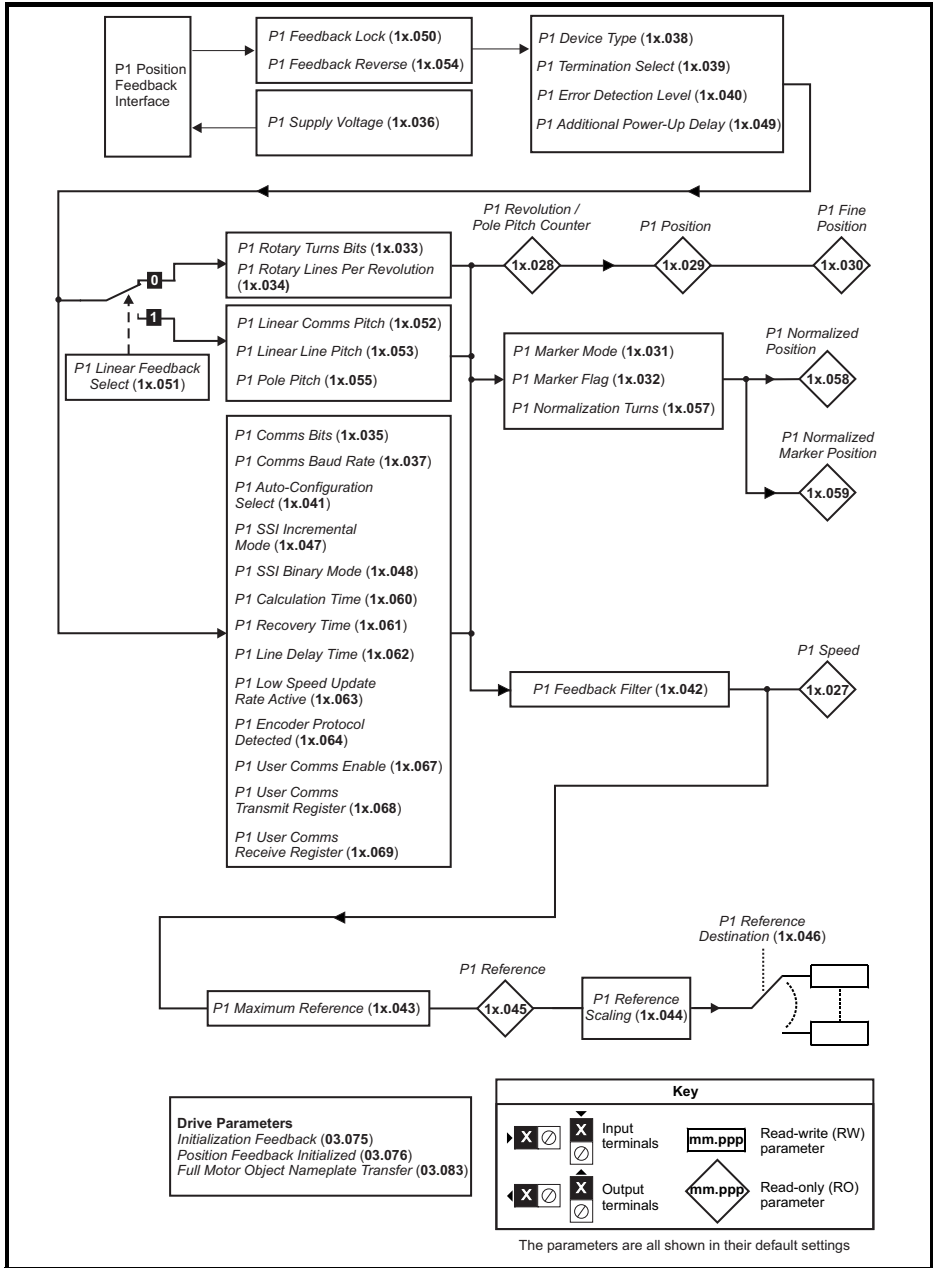 P1 Position
Feedback
Interface
P1 Feedback Lock (1x.050)
P1 Feedback Reverse (1x.054)
P1 Supply Voltage (1x.036)
P1 Device Type (1x.038)
P1 Termination Select (1x.039)
P1 Error Detection Level (1x.040)
P1 Additional Power-Up Delay (1x.049)
0
1
P1 Linear Feedback
Select (1x.051)
P1 Rotary Turns Bits (1x.033)
P1 Rotary Lines Per Revolution
(1x.034)
P1 Linear Comms Pitch (1x.052)
P1 Linear Line Pitch (1x.053)
P1 Pole Pitch (1x.055)
P1 Comms Bits (1x.035)
P1 Comms Baud Rate (1x.037)
P1 Auto-Configuration
Select (1x.041)
P1 SSI Incremental
Mode (1x.047)
P1 SSI Binary Mode (1x.048)
P1 Calculation Time (1x.060)
P1 Recovery Time (1x.061)
P1 Line Delay Time (1x.062)
P1 Low Speed Update
Rate Active (1x.063)
P1 Encoder Protocol
Detected (1x.064)
P1 User Comms Enable (1x.067)
P1 User Comms
Transmit Register (1x.068)
P1 User Comms
Receive Register (1x.069)
P1 Revolution /
Pole Pitch Counter
1x.028
P1 Position
1x.029
P1 Fine
Position
1x.030
P1 Marker Mode (1x.031)
P1 Marker Flag (1x.032)
P1 Normalization Turns (1x.057)
P1 Normalized
Position
1x.058
P1 Normalized
Marker Position
1x.059
P1 Feedback Filter (1x.042)
P1 Speed
1x.027
P1 Maximum Reference (1x.043)
P1 Reference
1x.045
P1 Reference
Scaling (1x.044)
P1 Reference
Destination (1x.046)
Drive Parameters
Initialization Feedback (03.075)
Position Feedback Initialized (03.076)
Full Motor Object Nameplate Transfer (03.083)
Key
X
X
Input
terminals
mm.ppp
Read-write (RW)
parameter
X
X
Output
terminals
mm.ppp
Read-only (RO)
parameter
The parameters are all shown in their default settings